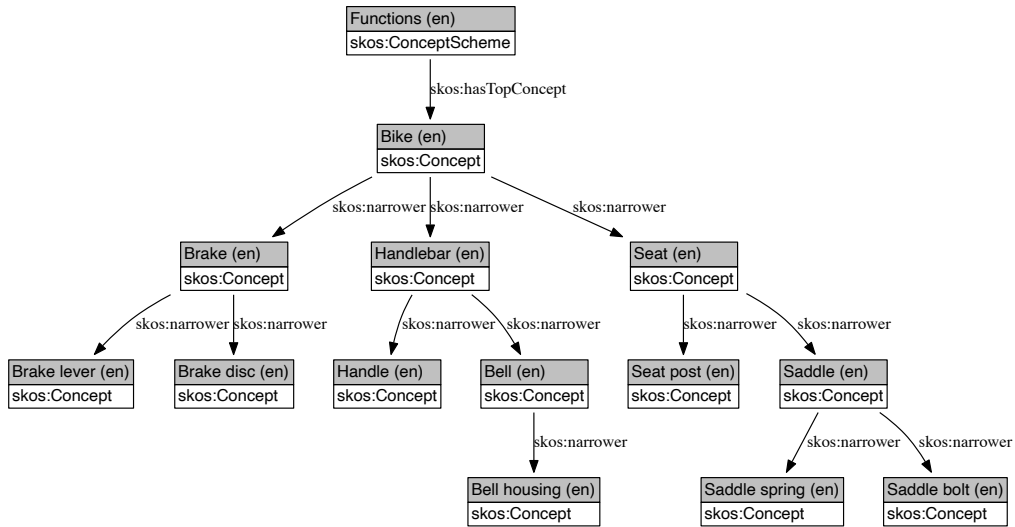 Functions (en)
skos:ConceptScheme
skos:hasTopConcept
Bike (en)
skos:Concept
skos:narrower
skos:narrower
skos:narrower
Brake (en)
skos:Concept
Handlebar (en)
skos:Concept
Seat (en)
skos:Concept
skos:narrower
skos:narrower
skos:narrower
skos:narrower
skos:narrower
skos:narrower
Brake lever (en)
skos:Concept
Brake disc (en)
skos:Concept
Handle (en)
skos:Concept
Bell (en)
skos:Concept
Seat post (en)
skos:Concept
Saddle (en)
skos:Concept
skos:narrower
skos:narrower
skos:narrower
Bell housing (en)
skos:Concept
Saddle spring (en)
skos:Concept
Saddle bolt (en)
skos:Concept